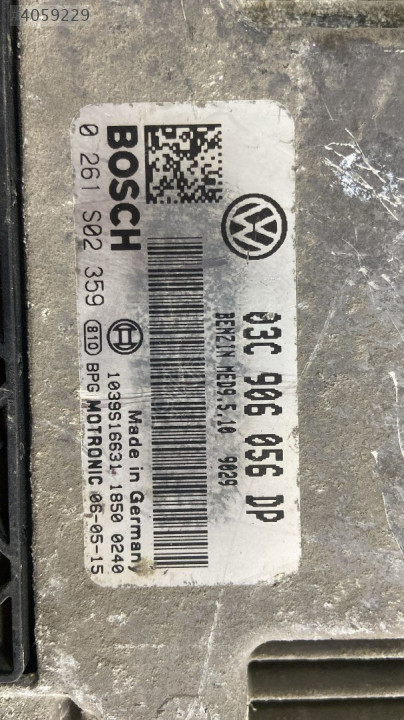 4059229
03C 906 056 DP
BENZIN MED9.5.10 9029
BOSCH
Made in Germany
0 261 S02 359
1039S16631 1850 0240
810 BPG MOTRONIC 06-05-15